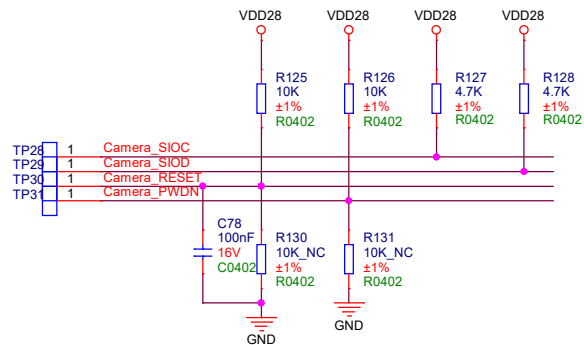 VDD28
VDD28
VDD28
VDD28
R125
10K
±1%
R0402
R126
10K
±1%
R0402
R127
4.7K
±1%
R0402
R128
4.7K
±1%
R0402
TP28
1
Camera_SIOC
TP29
1
Camera_SIOD
TP30
1
Camera_RESET
TP31
1
Camera_PWDN
C78
100nF
16V
C0402
R130
10K_NC
±1%
R0402
R131
10K_NC
±1%
R0402
GND
GND